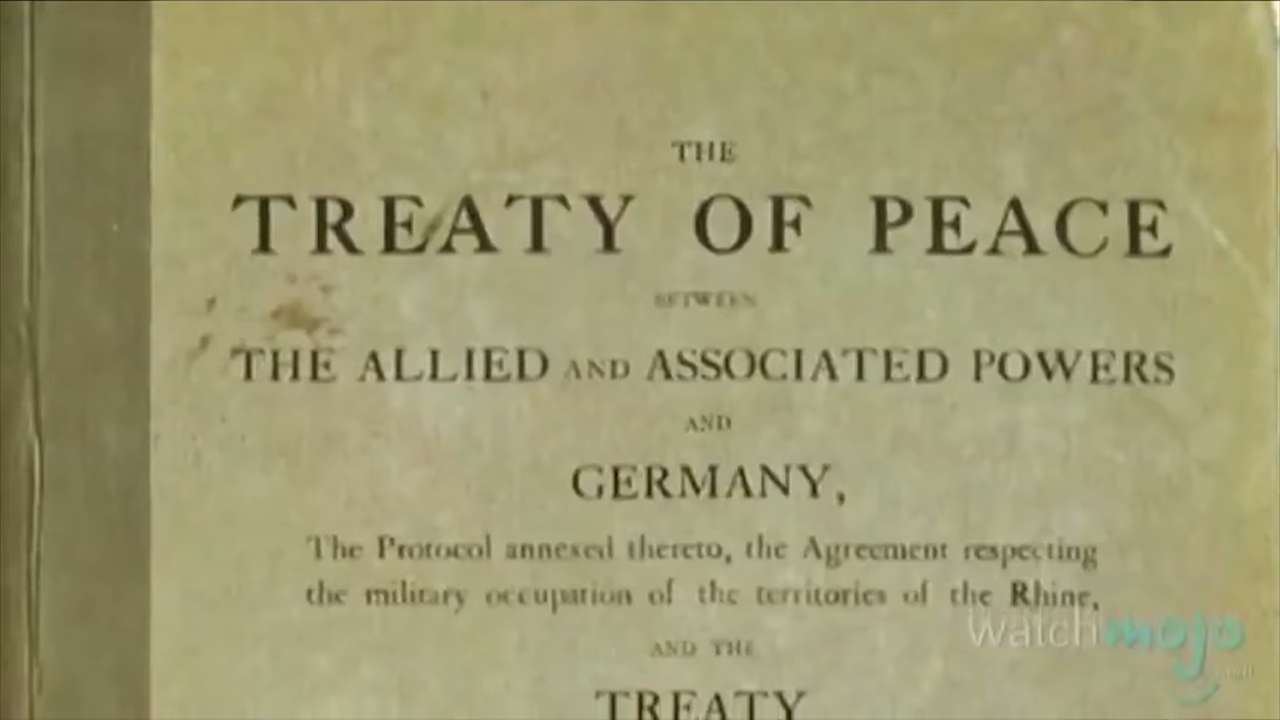 THE
TREATY OF PEACE
BETWEEN
THE ALLIED AND ASSOCIATED POWERS
AND
GERMANY,
The Protocol annexed thereto, the Agreement respecting
the military occupation of the territories of the Rhine,
AND THE
TREATY
watchmojo